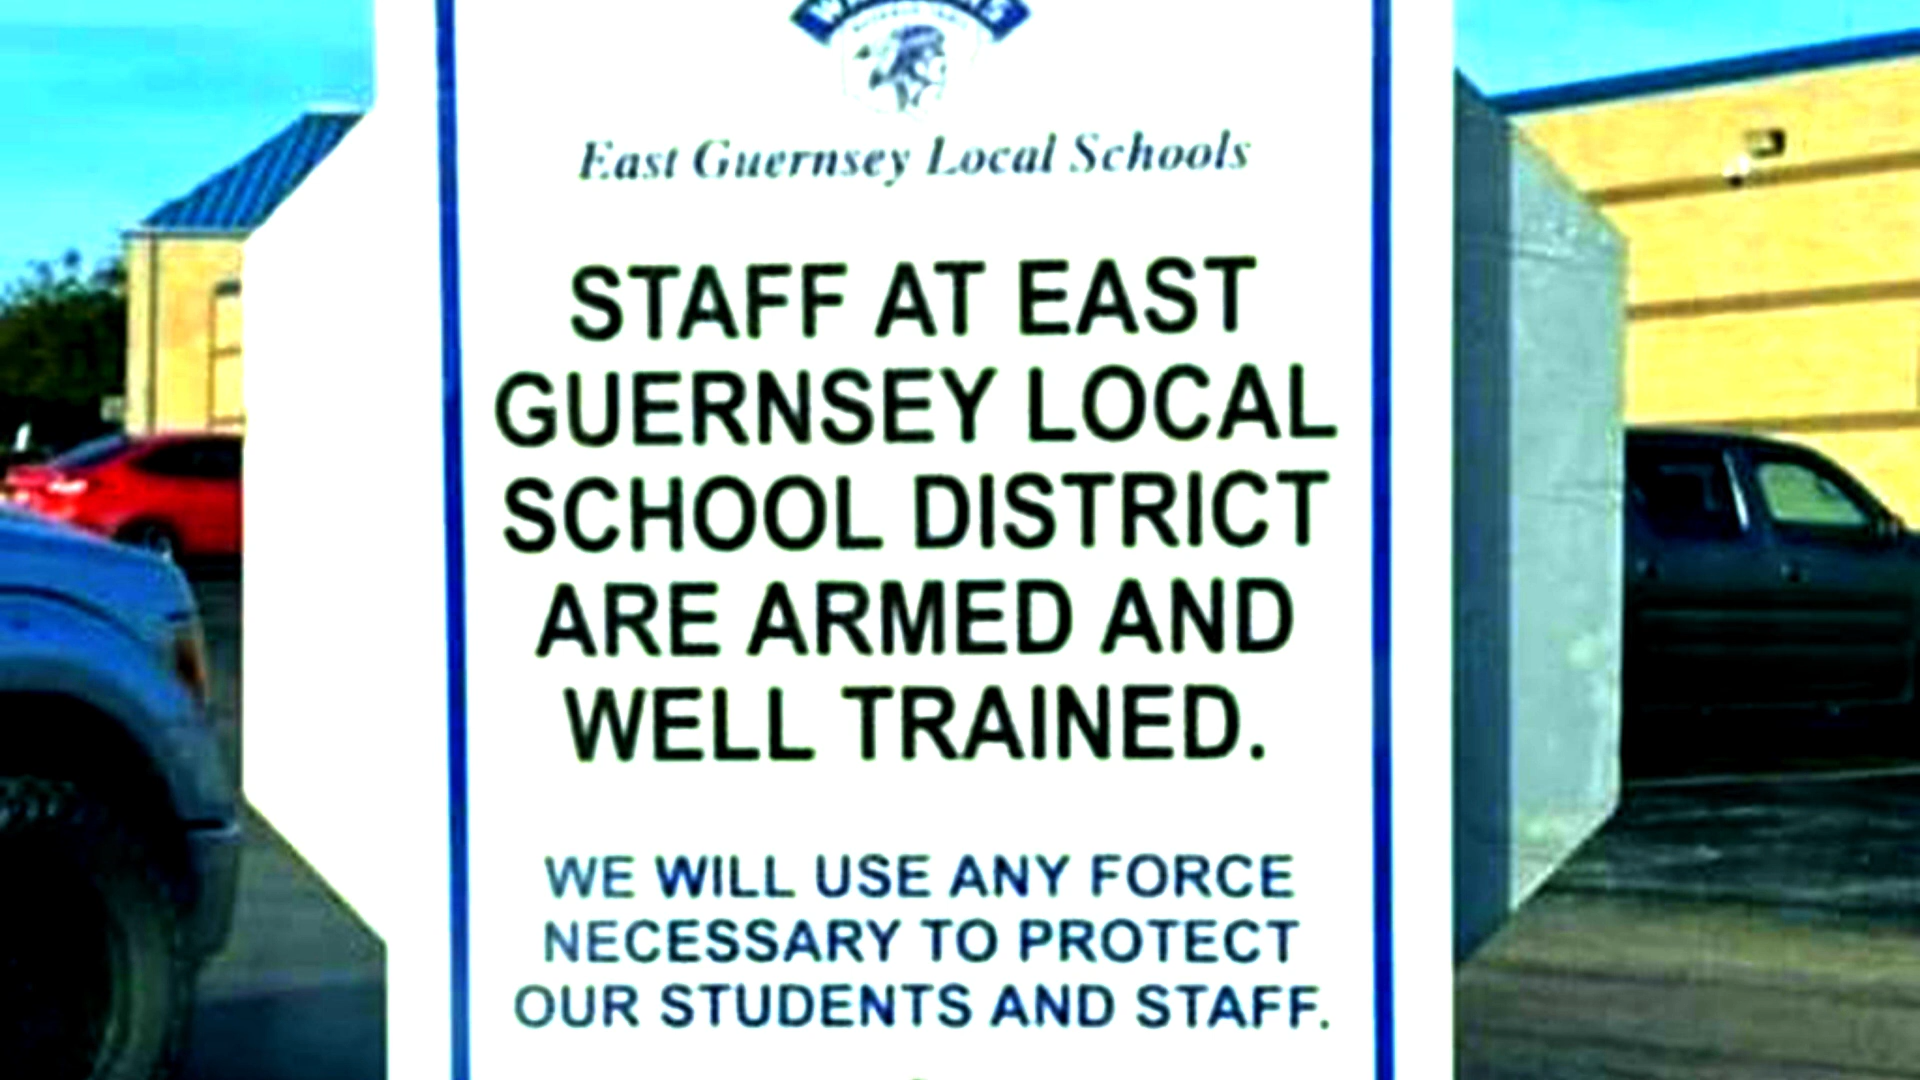 East Guernsey Local Schools
STAFF AT EAST
GUERNSEY LOCAL
SCHOOL DISTRICT
ARE ARMED AND
WELL TRAINED.
WE WILL USE ANY FORCE
NECESSARY TO PROTECT
OUR STUDENTS AND STAFF.